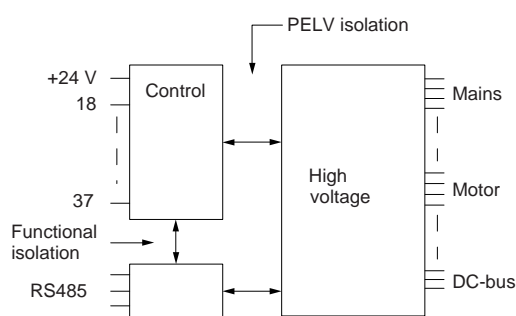 PELV isolation
+24 V
Control
18
Mains
High
voltage
37
Motor
Functional
isolation
RS485
DC-bus